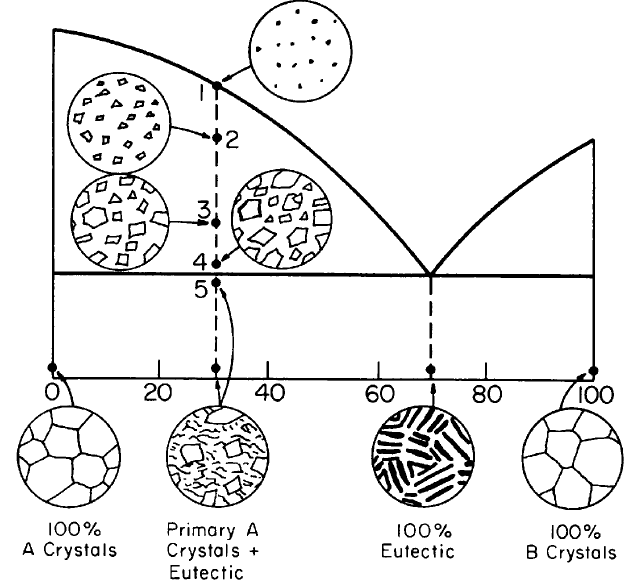 1
2
3
4
5
0 20 40 60 80 100
100%
A Crystals
Primary A
Crystals +
Eutectic
100%
Eutectic
100%
B Crystals